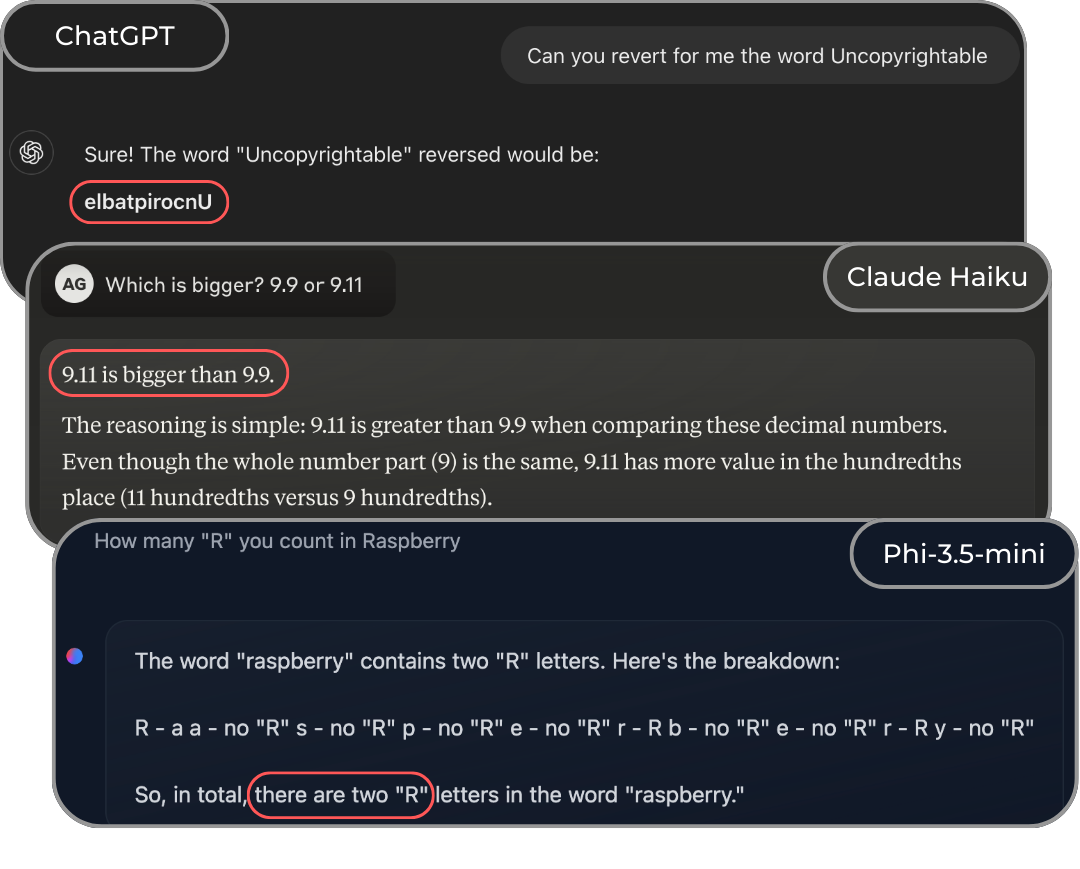 ChatGPT
Can you revert for me the word Uncopyrightable
Sure! The word "Uncopyrightable" reversed would be:
elbatpirocnU
AG Which is bigger? 9.9 or 9.11
Claude Haiku
9.11 is bigger than 9.9.
The reasoning is simple: 9.11 is greater than 9.9 when comparing these decimal numbers.
Even though the whole number part (9) is the same, 9.11 has more value in the hundredths
place (11 hundredths versus 9 hundredths).
How many "R" you count in Raspberry
Phi-3.5-mini
The word "raspberry" contains two "R" letters. Here's the breakdown:
R - a a - no "R" s - no "R" p - no "R" e - no "R" r - R b - no "R" e - no "R" r - R y - no "R"
So, in total, there are two "R" letters in the word "raspberry."